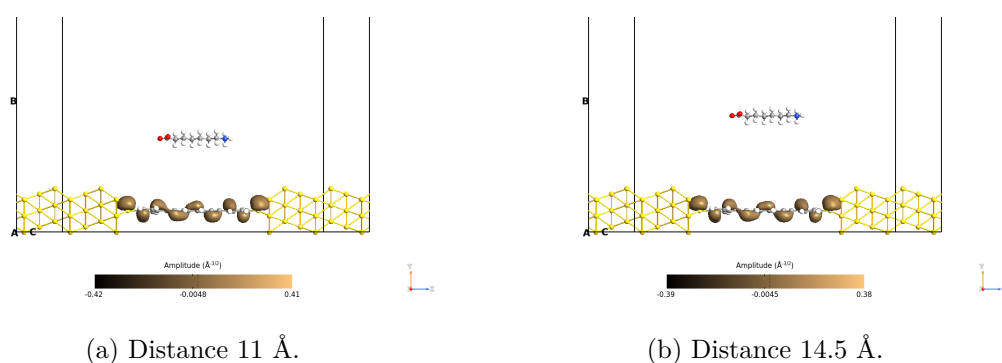 B
A C
Amplitude (Å^-3/2)
-0.42 -0.0048 0.41
Y
X Z
(a) Distance 11 Å.
B
A C
Amplitude (Å^-3/2)
-0.39 -0.0045 0.38
Y
X Z
(b) Distance 14.5 Å.